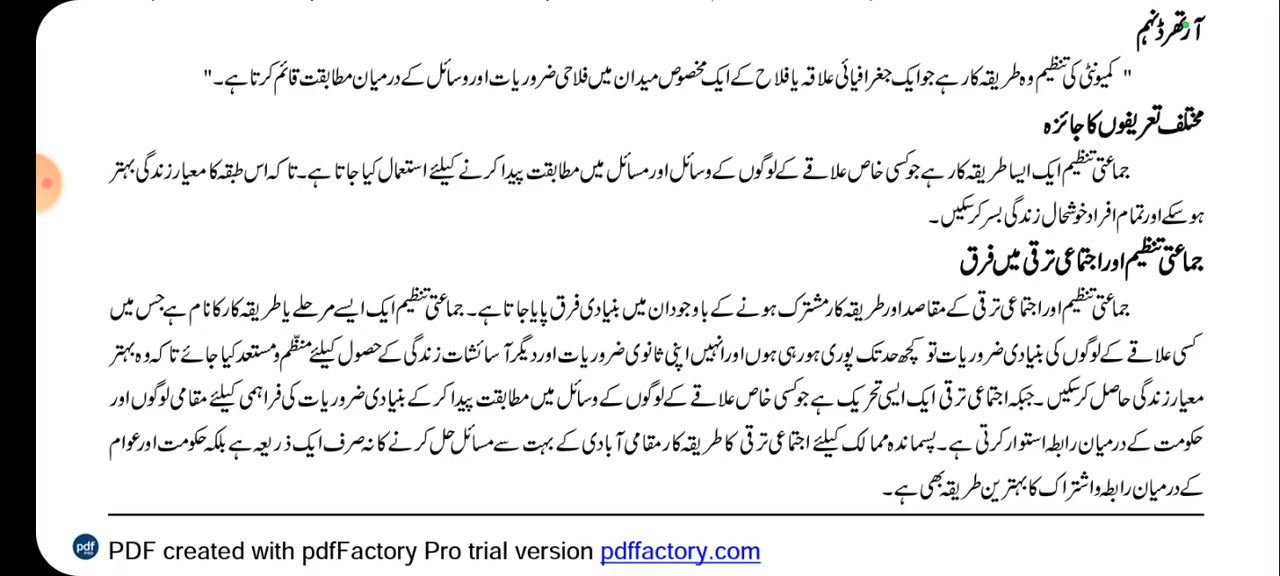 آرتھر ڈنہم
" کمیونٹی کی تنظیم وہ طریقہ کار ہے جو ایک جغرافیائی علاقہ یا فلاح کے ایک مخصوص میدان میں فلاحی ضروریات اور وسائل کے درمیان مطابقت قائم کرتا ہے۔"
مختلف تعریفوں کا جائزہ
جماعتی تنظیم ایک ایسا طریقہ کار ہے جو کسی خاص علاقے کے لوگوں کے وسائل اور مسائل میں مطابقت پیدا کرنے کیلئے استعمال کیا جاتا ہے۔ تاکہ اس طبقہ کا معیار زندگی بہتر
ہو سکے اور تمام افراد خوشحال زندگی بسر کر سکیں۔
جماعتی تنظیم اور اجتماعی ترقی میں فرق
جماعتی تنظیم اور اجتماعی ترقی کے مقاصد اور طریقہ کار مشترک ہونے کے باوجود ان میں بنیادی فرق پایا جاتا ہے۔ جماعتی تنظیم ایک ایسے مرحلے یا طریقہ کار کا نام ہے جس میں
کسی علاقے کے لوگوں کی بنیادی ضروریات تو کچھ حد تک پوری ہو رہی ہوں اور انہیں اپنی ثانوی ضروریات اور دیگر آسائشات زندگی کے حصول کیلئے منظّم و مستعد کیا جائے تاکہ وہ بہتر
معیار زندگی حاصل کر سکیں۔ جبکہ اجتماعی ترقی ایک ایسی تحریک ہے جو کسی خاص علاقے کے لوگوں کے وسائل میں مطابقت پیدا کر کے بنیادی ضروریات کی فراہمی کیلئے مقامی لوگوں اور
حکومت کے درمیان رابطہ استوار کرتی ہے۔ پسماندہ ممالک کیلئے اجتماعی ترقی کا طریقہ کار مقامی آبادی کے بہت سے مسائل حل کرنے کا نہ صرف ایک ذریعہ ہے بلکہ حکومت اور عوام
کے درمیان رابطہ و اشتراک کا بہترین طریقہ بھی ہے۔
pdf PRO PDF created with pdfFactory Pro trial version pdffactory.com